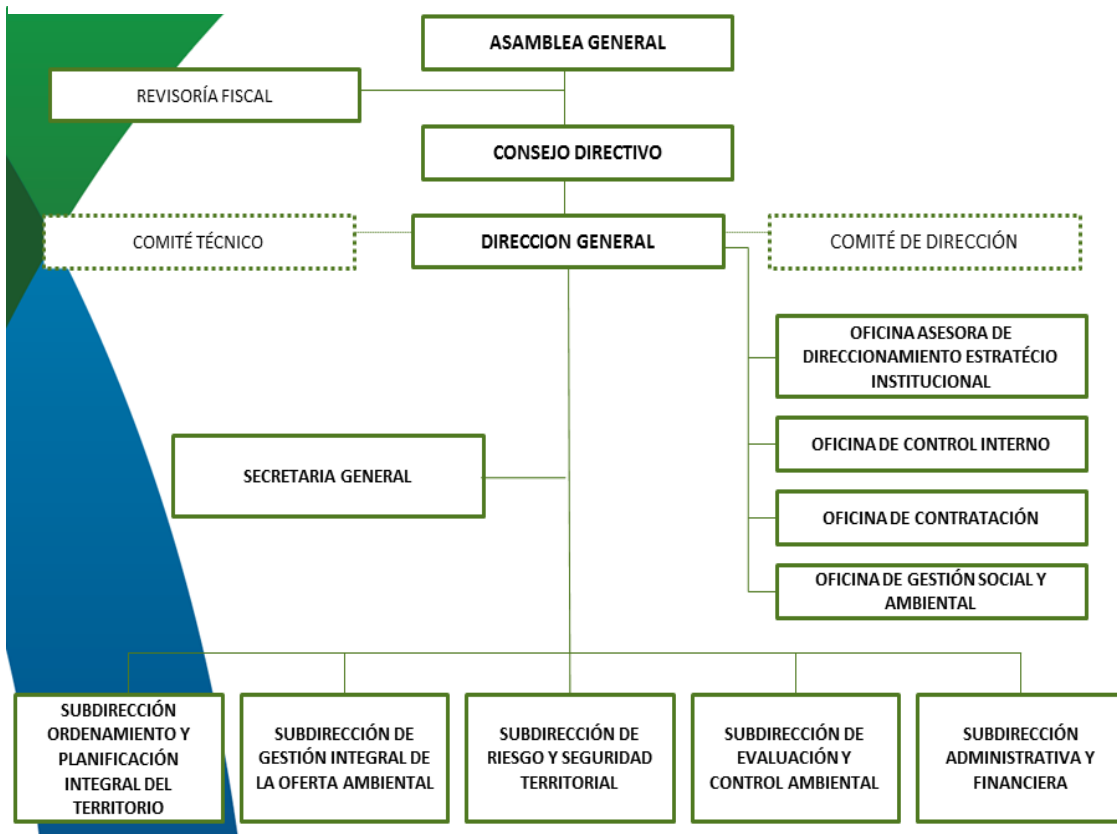 ASAMBLEA GENERAL
REVISORÍA FISCAL
CONSEJO DIRECTIVO
COMITÉ TÉCNICO
DIRECCION GENERAL
COMITÉ DE DIRECCIÓN
OFICINA ASESORA DE
DIRECCIONAMIENTO ESTRATÉCIO
INSTITUCIONAL
SECRETARIA GENERAL
OFICINA DE CONTROL INTERNO
OFICINA DE CONTRATACIÓN
OFICINA DE GESTIÓN SOCIAL Y
AMBIENTAL
SUBDIRECCIÓN
ORDENAMIENTO Y
PLANIFICACIÓN
INTEGRAL DEL
TERRITORIO
SUBDIRECCIÓN DE
GESTIÓN INTEGRAL DE
LA OFERTA AMBIENTAL
SUBDIRECCIÓN DE
RIESGO Y SEGURIDAD
TERRITORIAL
SUBDIRECCIÓN DE
EVALUACIÓN Y
CONTROL AMBIENTAL
SUBDIRECCIÓN
ADMINISTRATIVA Y
FINANCIERA